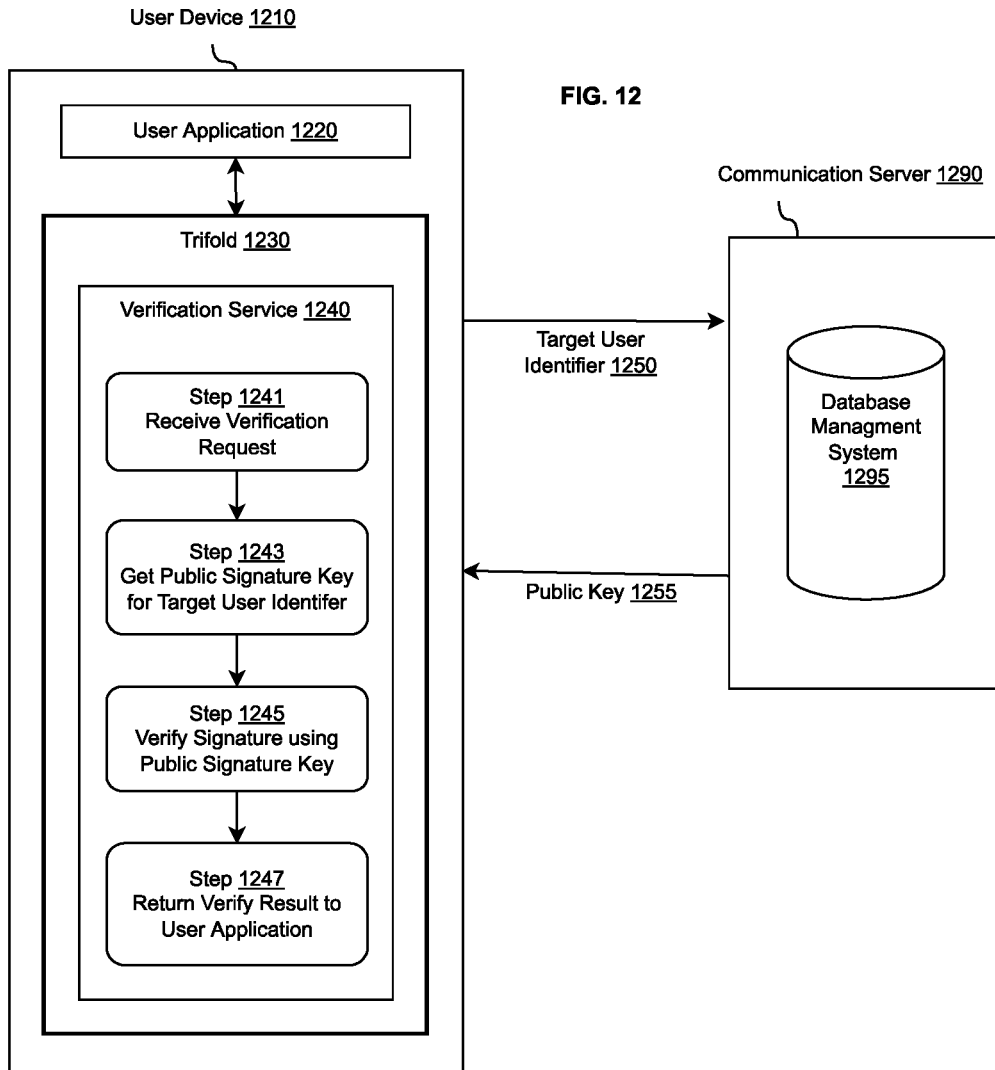 User Device 1210
FIG. 12
User Application 1220
Communication Server 1290
Trifold 1230
Verification Service 1240
Target User
Identifier 1250
Step 1241
Receive Verification
Request
Database
Managment
System
1295
Step 1243
Get Public Signature Key
for Target User Identifer
Public Key 1255
Step 1245
Verify Signature using
Public Signature Key
Step 1247
Return Verify Result to
User Application